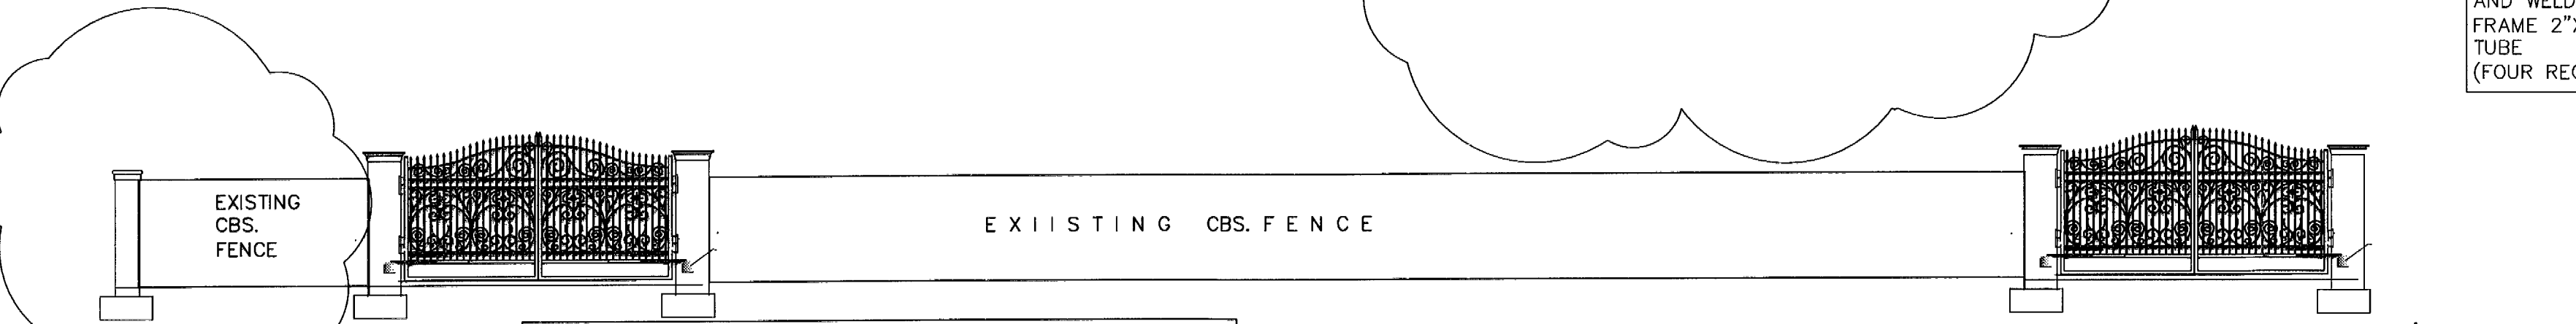 EXISTING
CBS.
FENCE
EXIISTING CBS. FENCE
AND WELD
FRAME 2"X
TUBE
(FOUR REC